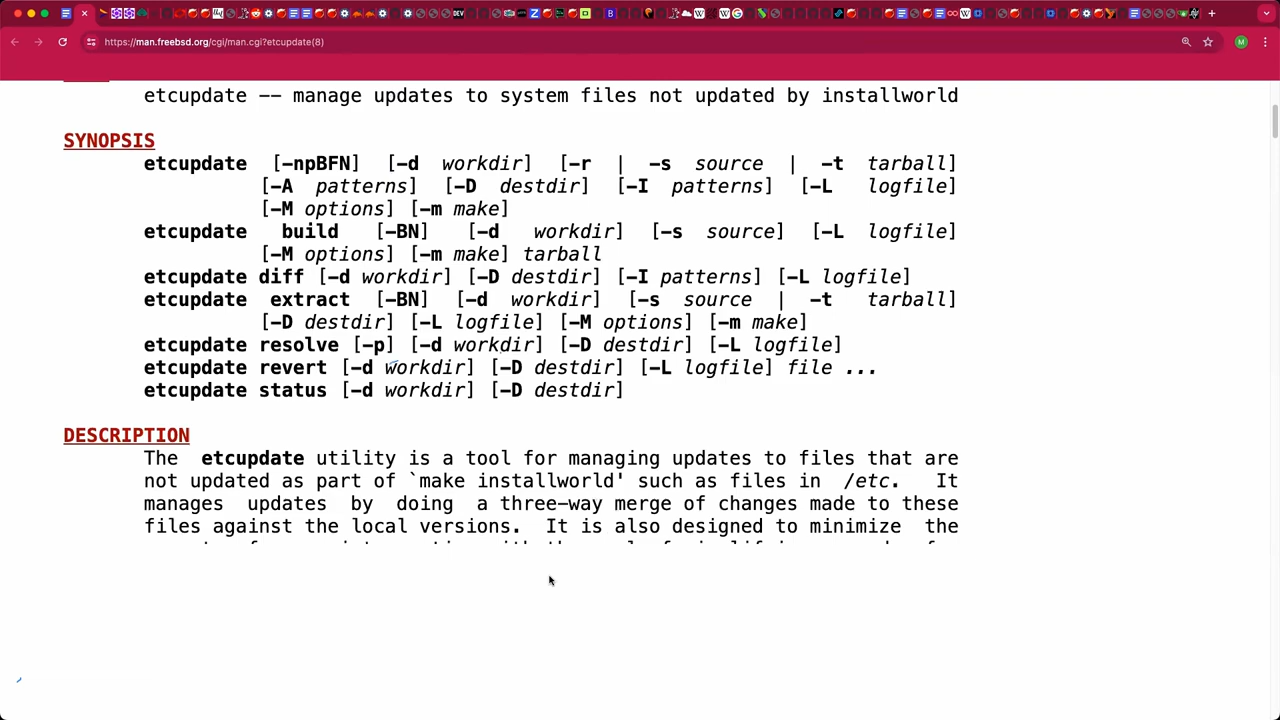 https://man.freebsd.org/cgi/man.cgi?etcupdate(8)
etcupdate -- manage updates to system files not updated by installworld
SYNOPSIS
etcupdate [-npBFN] [-d workdir] [-r | -s source | -t tarball]
[-A patterns] [-D destdir] [-I patterns] [-L logfile]
[-M options] [-m make]
etcupdate build [-BN] [-d workdir] [-s source] [-L logfile]
[-M options] [-m make] tarball
etcupdate diff [-d workdir] [-D destdir] [-I patterns] [-L logfile]
etcupdate extract [-BN] [-d workdir] [-s source | -t tarball]
[-D destdir] [-L logfile] [-M options] [-m make]
etcupdate resolve [-p] [-d workdir] [-D destdir] [-L logfile]
etcupdate revert [-d workdir] [-D destdir] [-L logfile] file ...
etcupdate status [-d workdir] [-D destdir]
DESCRIPTION
The etcupdate utility is a tool for managing updates to files that are
not updated as part of `make installworld' such as files in /etc. It
manages updates by doing a three-way merge of changes made to these
files against the local versions. It is also designed to minimize the